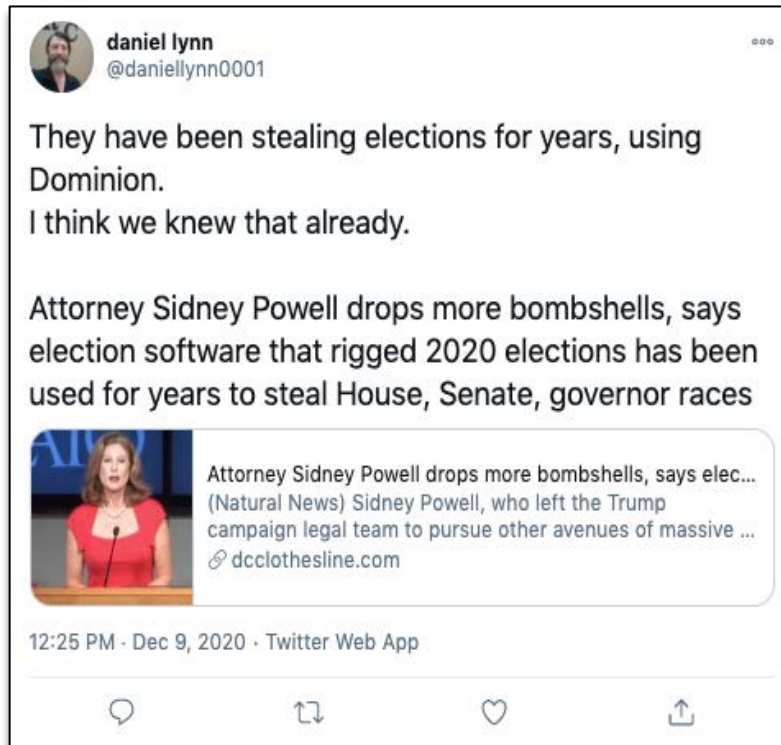 daniel lynn
@daniellynn0001
They have been stealing elections for years, using
Dominion.
I think we knew that already.
Attorney Sidney Powell drops more bombshells, says
election software that rigged 2020 elections has been
used for years to steal House, Senate, governor races
Attorney Sidney Powell drops more bombshells, says elec...
(Natural News) Sidney Powell, who left the Trump
campaign legal team to pursue other avenues of massive ...
dcclothesline.com
12:25 PM · Dec 9, 2020 · Twitter Web App